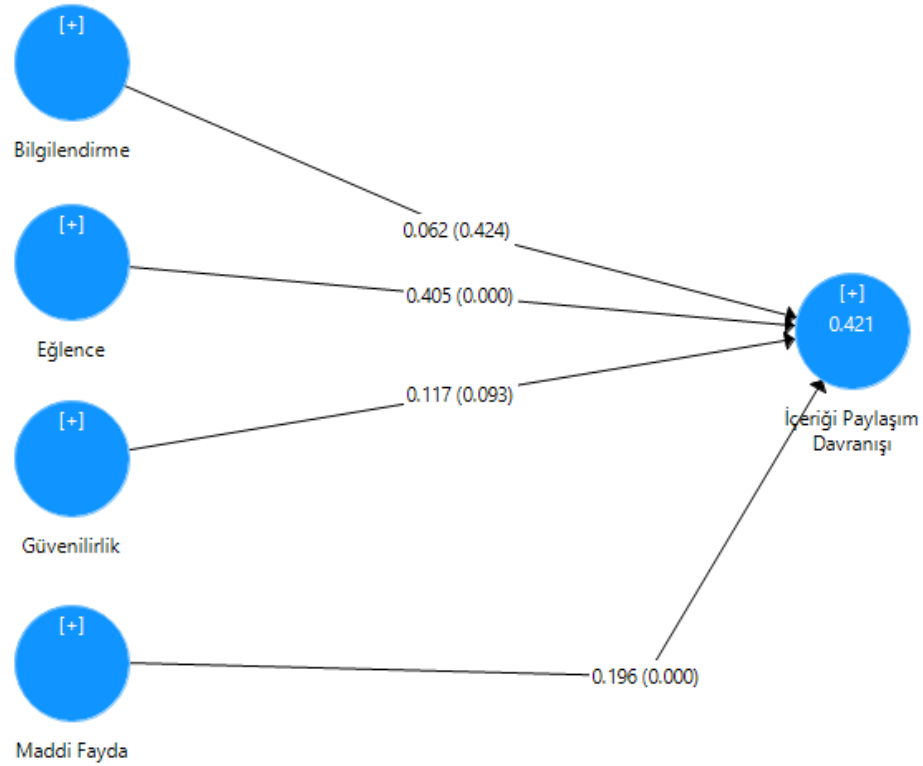 [+]
Bilgilendirme
[+]
Eğlence
[+]
Güvenilirlik
[+]
Maddi Fayda
0.062 (0.424)
0.405 (0.000)
0.117 (0.093)
0.196 (0.000)
[+]
0.421
İçeriği Paylaşım
Davranışı